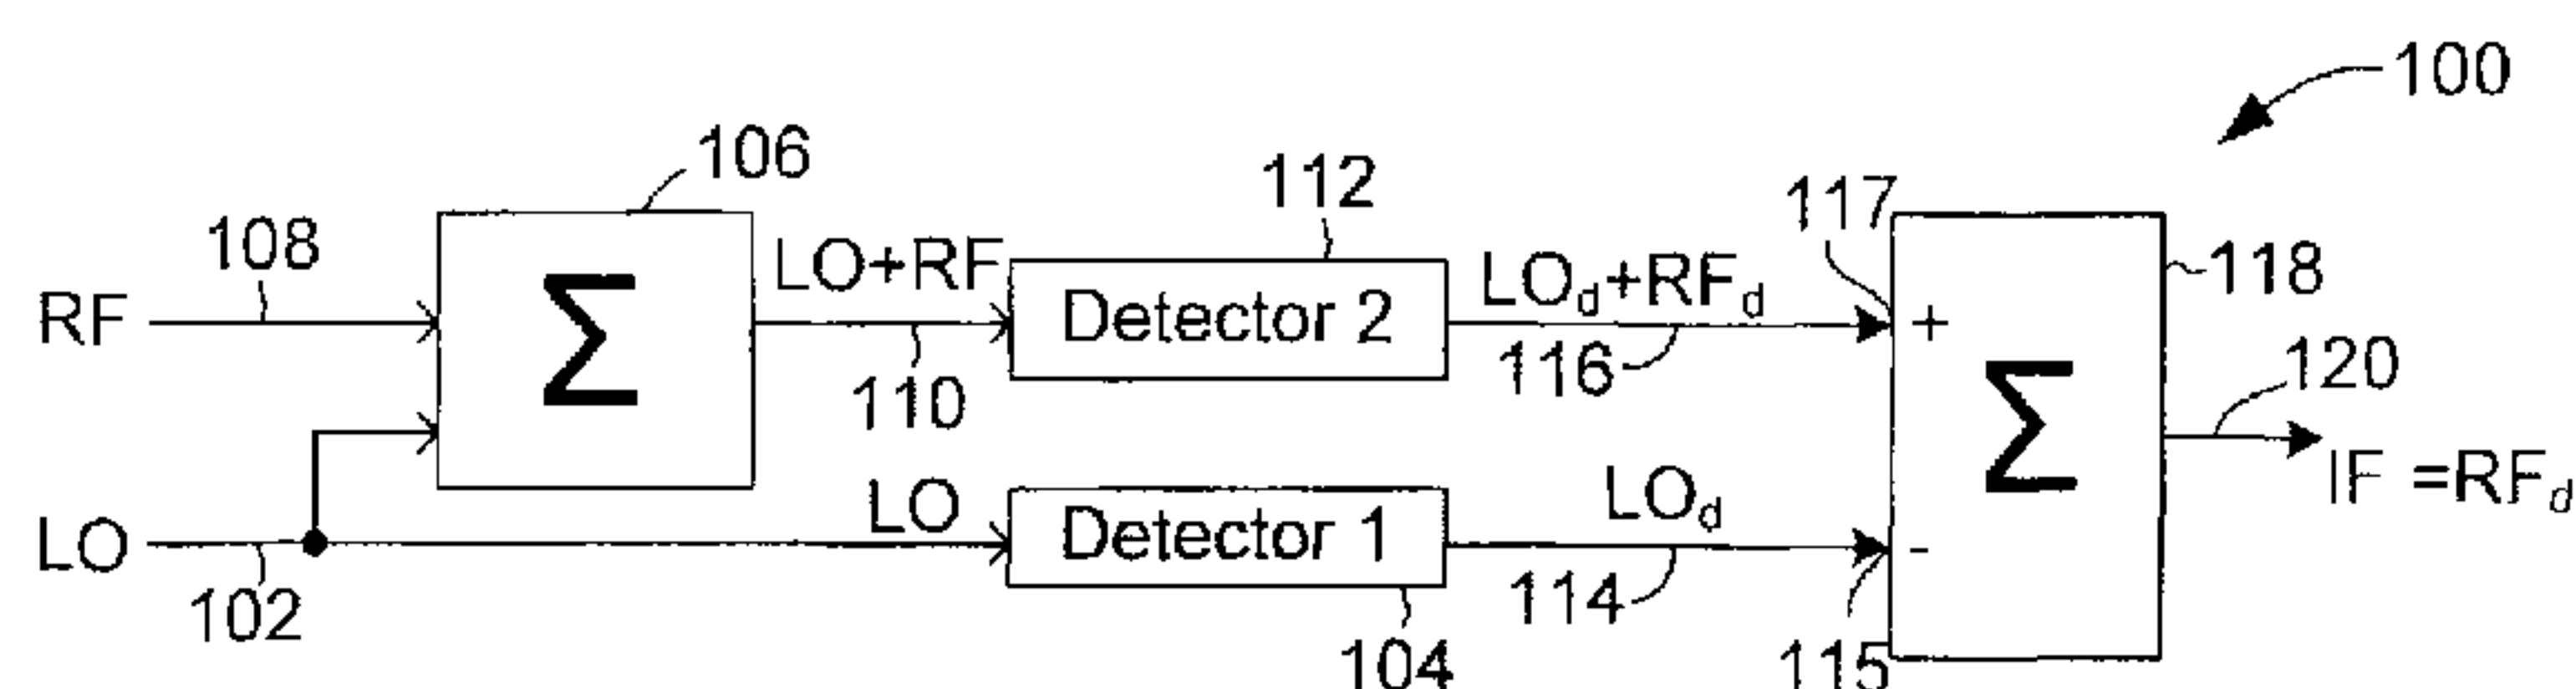 100
106
112
117
108
LO+RF
LO_d+RF_d
118
RF
Σ
Detector 2
+
110
116
Σ
120
LO
LO
Detector 1
LO_d
-
IF =RF_d
102
104
114
115